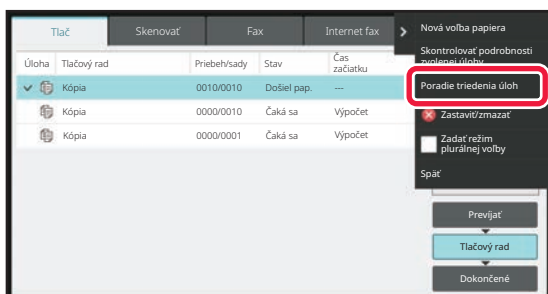 Tlač Skenovať Fax Internet fax
Úloha Tlačový rad Priebeh/sady Stav Čas začiatku
Kópia 0010/0010 Došiel pap. ---
Kópia 0000/0010 Čaká sa Výpočet
Kópia 0000/0001 Čaká sa Výpočet
Nová voľba papiera
Skontrolovať podrobnosti
zvolenej úlohy
Poradie triedenia úloh
Zastaviť/zmazať
Zadať režim
plurálnej voľby
Späť
Prevíjať
Tlačový rad
Dokončené